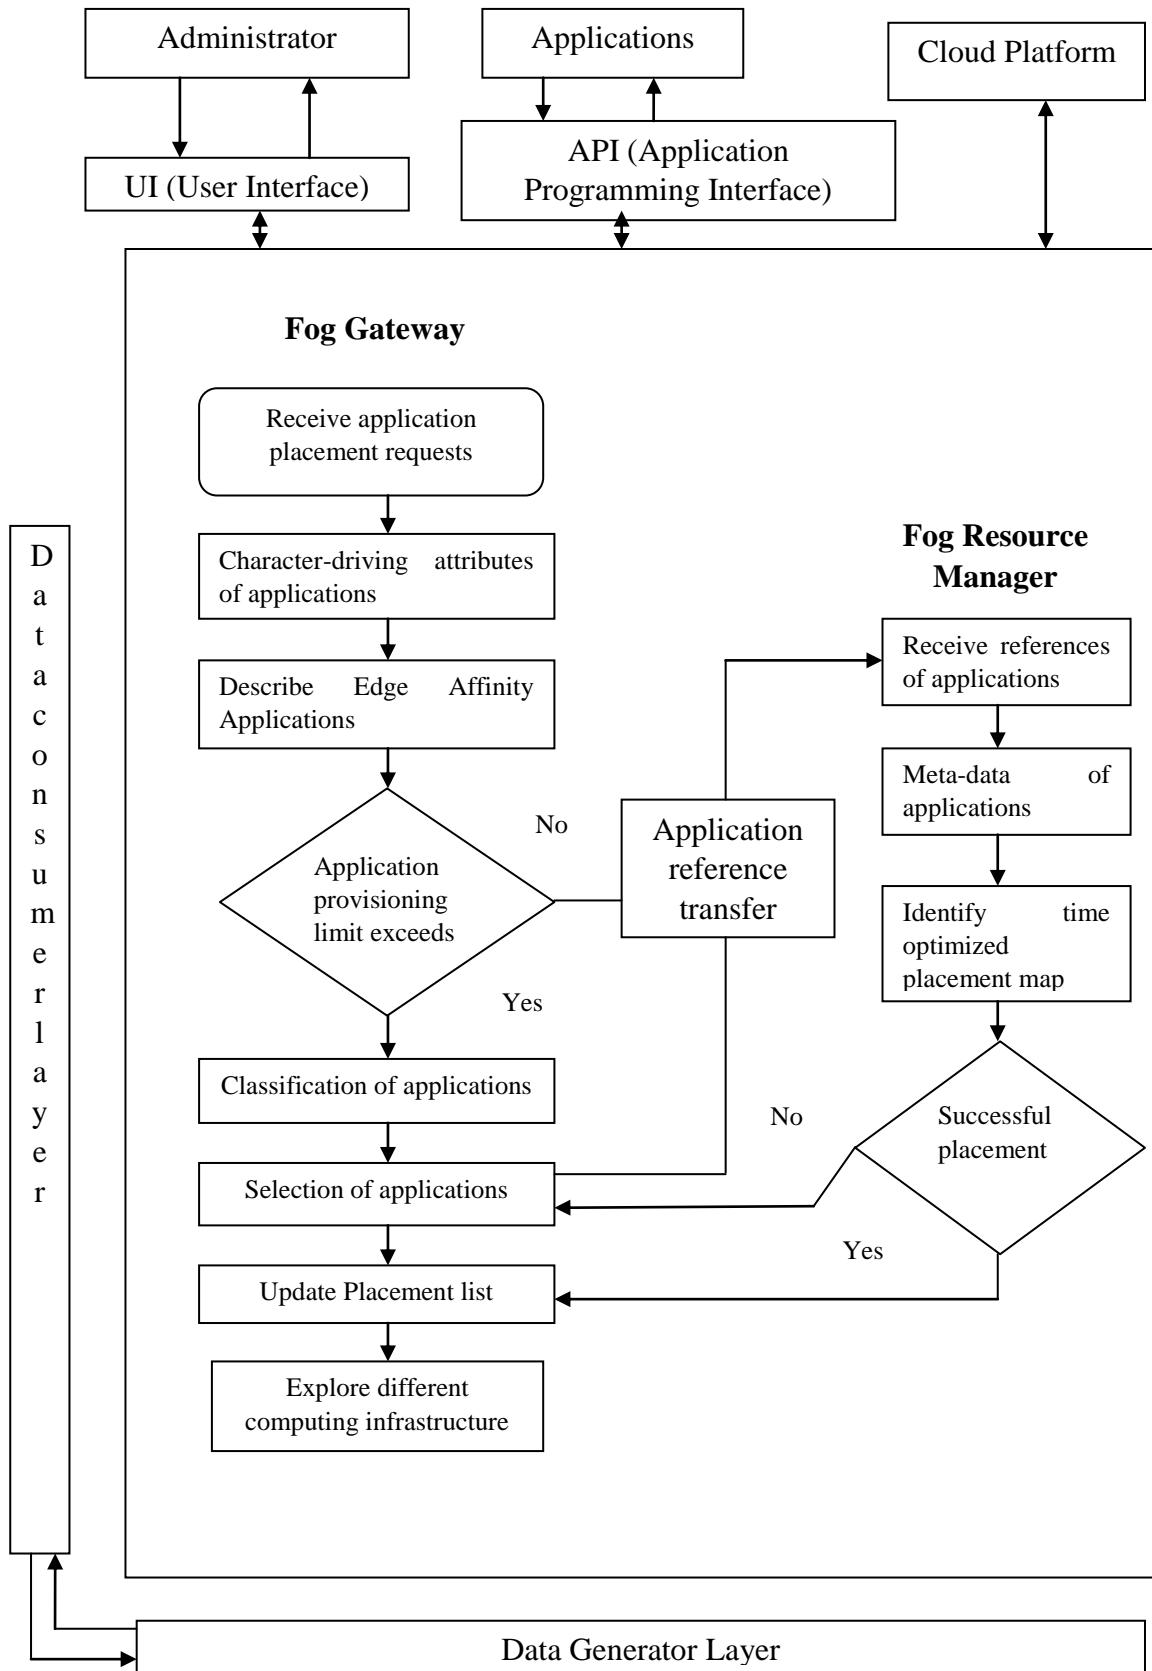 Administrator
Applications
Cloud Platform
UI (User Interface)
API (Application
Programming Interface)
Fog Gateway
Receive application
placement requests
Character-driving attributes
of applications
Describe Edge Affinity
Applications
Application
provisioning
limit exceeds
No
Yes
Application
reference
transfer
Classification of applications
Selection of applications
Update Placement list
Explore different
computing infrastructure
Fog Resource
Manager
Receive references
of applications
Meta-data of
applications
Identify time
optimized
placement map
Successful
placement
No
Yes
D
a
t
a
c
o
n
s
u
m
e
r
l
a
y
e
r
Data Generator Layer